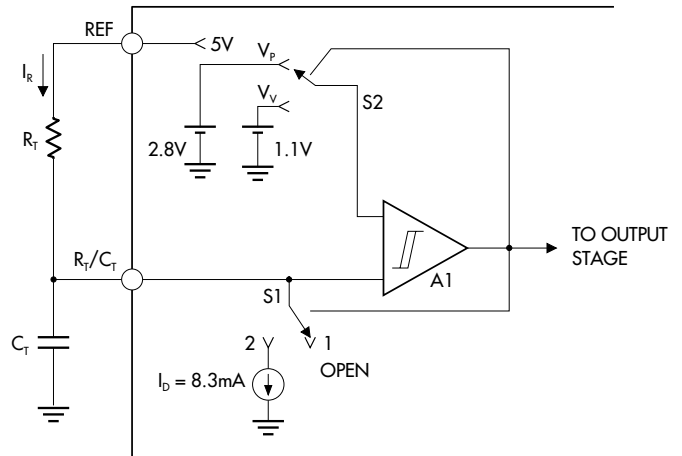 REF
5V
V_P
I_R
V_V
S2
R_T
2.8V
1.1V
TO OUTPUT
STAGE
R_T/C_T
A1
S1
C_T
2
1
OPEN
I_D = 8.3mA